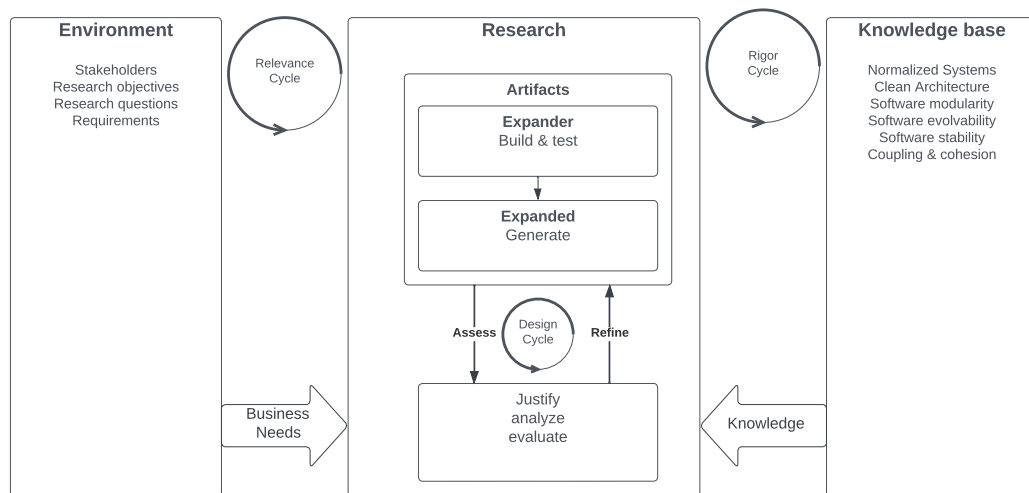 Environment
Stakeholders
Research objectives
Research questions
Requirements
Relevance
Cycle
Business
Needs
Research
Artifacts
Expander
Build & test
Expanded
Generate
Assess
Design
Cycle
Refine
Justify
analyze
evaluate
Rigor
Cycle
Knowledge
Knowledge base
Normalized Systems
Clean Architecture
Software modularity
Software evolvability
Software stability
Coupling & cohesion